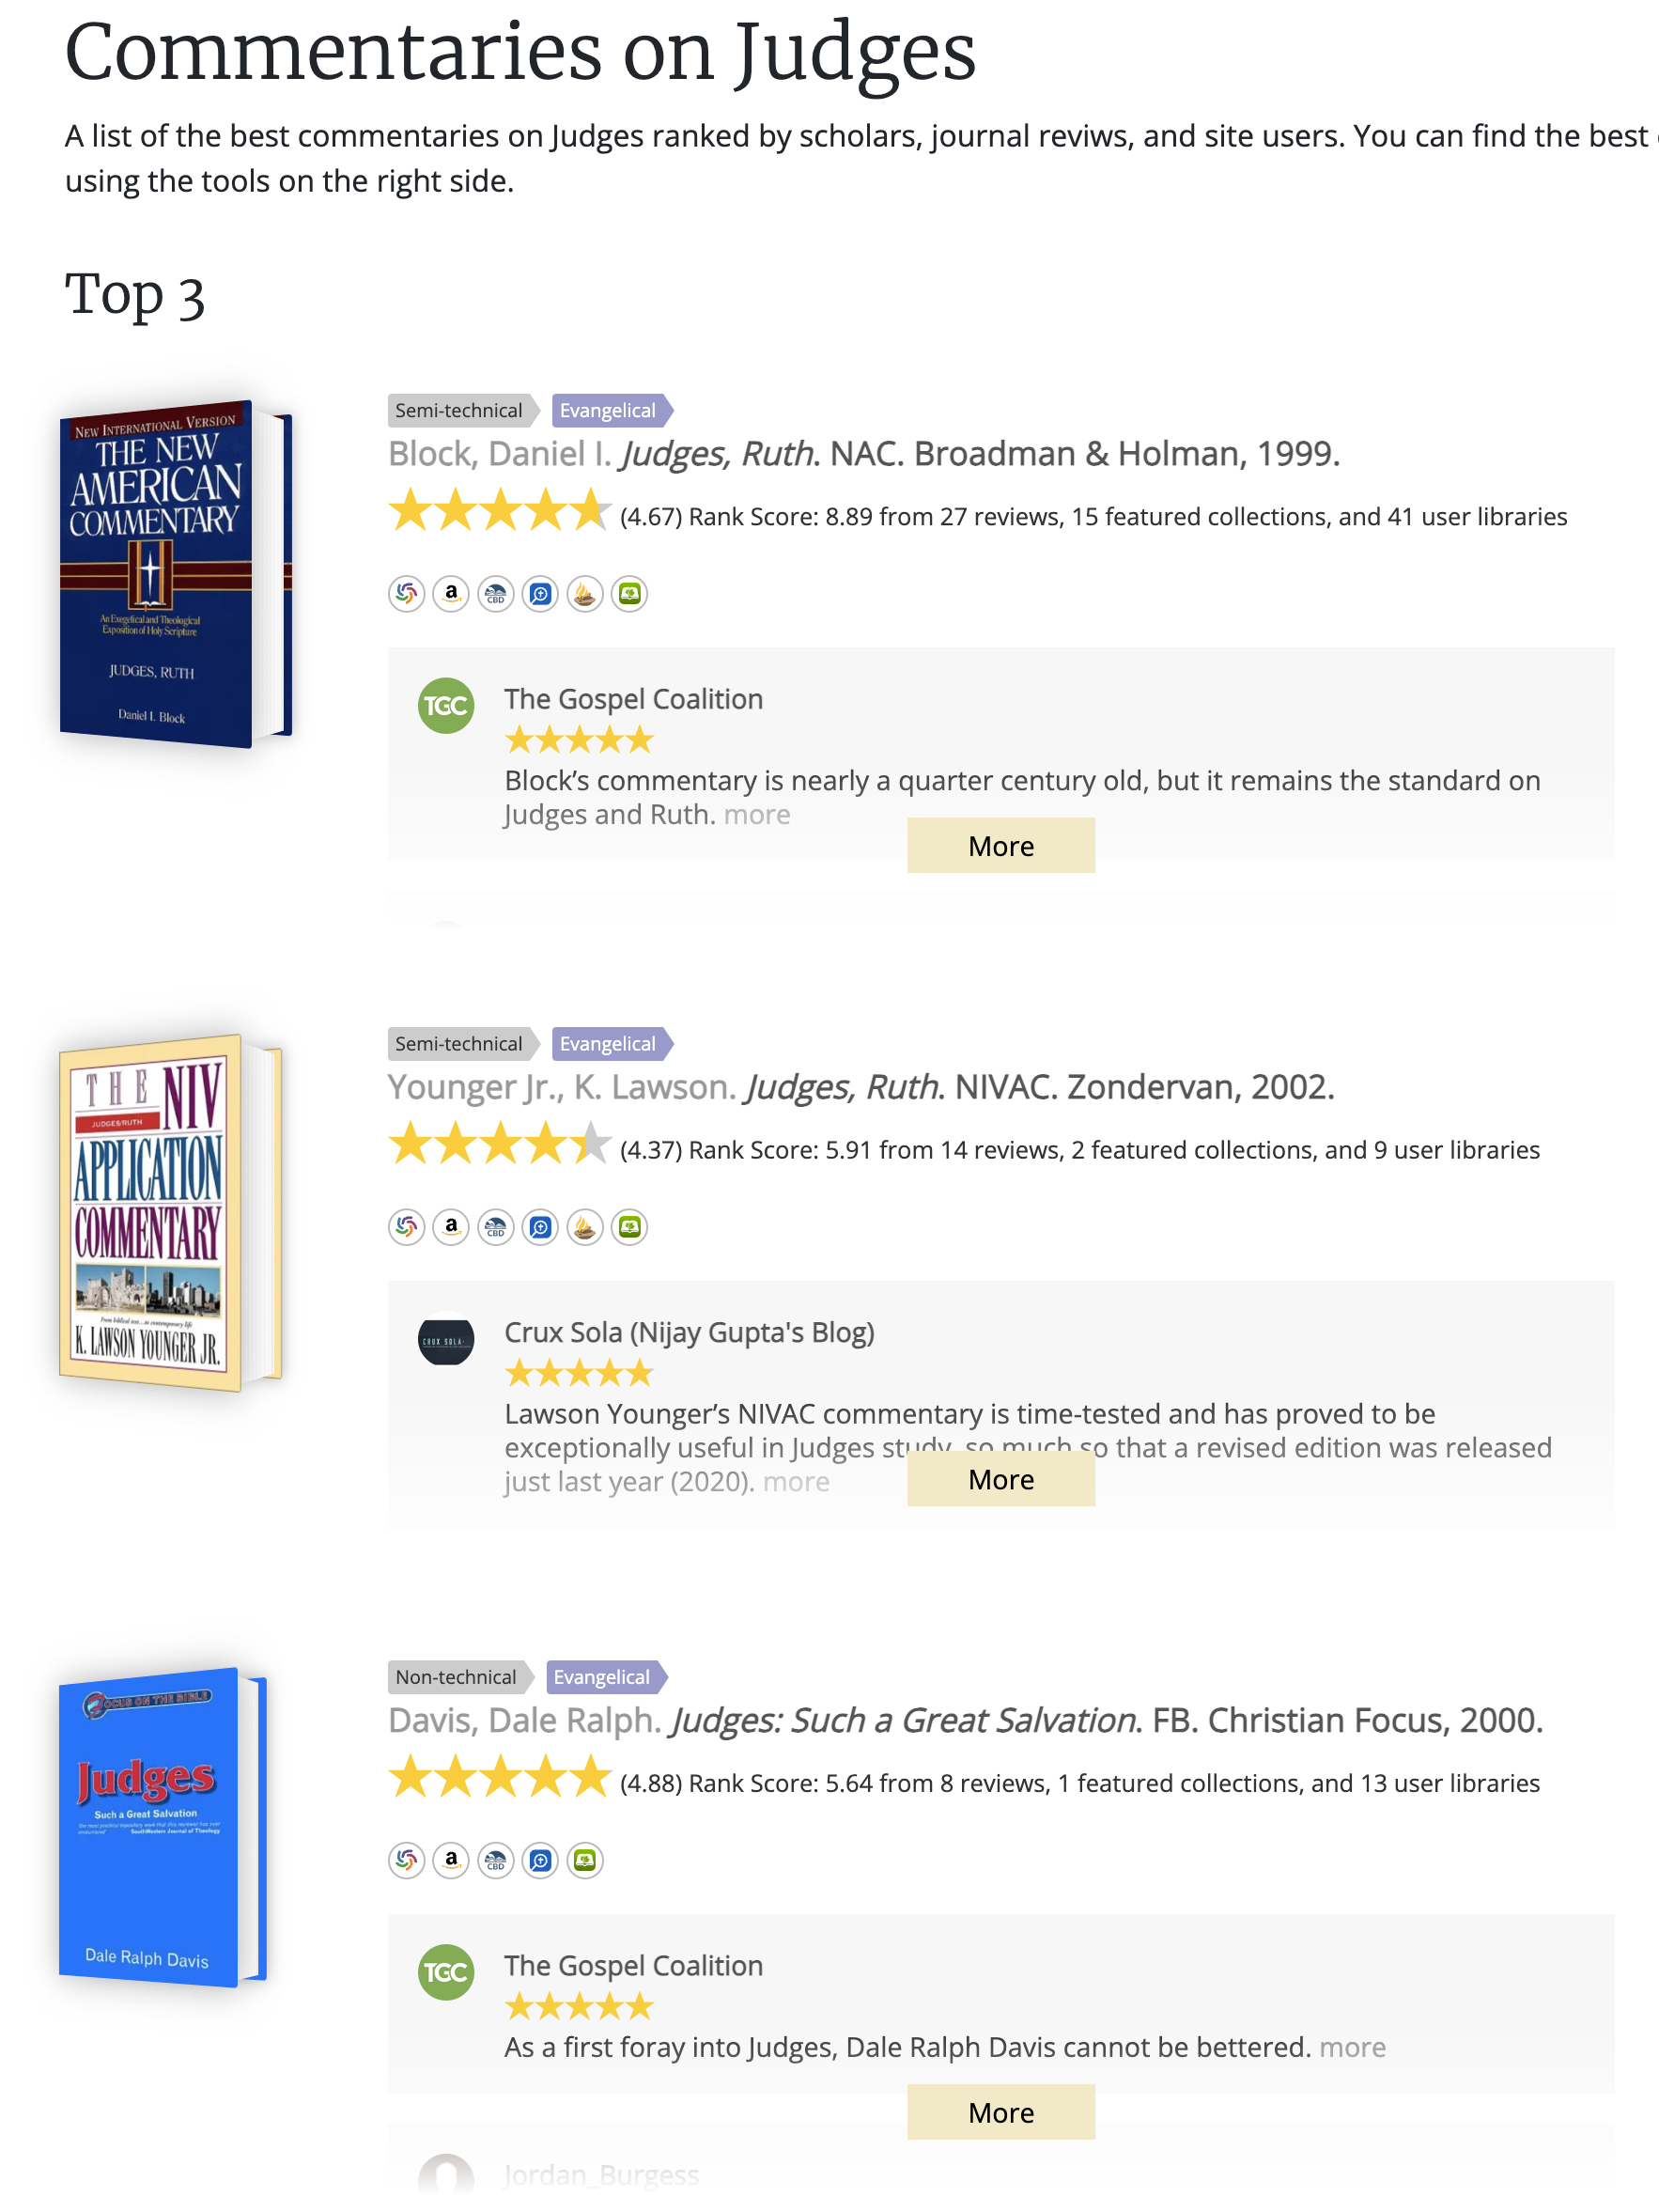 Commentaries on Judges
A list of the best commentaries on Judges ranked by scholars, journal reviws, and site users. You can find the best
using the tools on the right side.
Top 3
NEW INTERNATIONAL VERSION
THE NEW
AMERICAN
COMMENTARY
An Exegetical and Theological
Exposition of Holy Scripture
JUDGES, RUTH
Daniel I. Block
Semi-technical Evangelical
Block, Daniel I. Judges, Ruth. NAC. Broadman & Holman, 1999.
(4.67) Rank Score: 8.89 from 27 reviews, 15 featured collections, and 41 user libraries
a CBD
TGC
The Gospel Coalition
Block’s commentary is nearly a quarter century old, but it remains the standard on
Judges and Ruth. more
More
THE NIV
JUDGES/RUTH
APPLICATION
COMMENTARY
From biblical text...to contemporary life
K. LAWSON YOUNGER JR.
Semi-technical Evangelical
Younger Jr., K. Lawson. Judges, Ruth. NIVAC. Zondervan, 2002.
(4.37) Rank Score: 5.91 from 14 reviews, 2 featured collections, and 9 user libraries
a CBD
CRUX SOLA
Crux Sola (Nijay Gupta's Blog)
Lawson Younger’s NIVAC commentary is time-tested and has proved to be
exceptionally useful in Judges study, so much so that a revised edition was released
just last year (2020). more
More
FOCUS ON THE BIBLE
Judges
Such a Great Salvation
SouthWestern Journal of Theology
Dale Ralph Davis
Non-technical Evangelical
Davis, Dale Ralph. Judges: Such a Great Salvation. FB. Christian Focus, 2000.
(4.88) Rank Score: 5.64 from 8 reviews, 1 featured collections, and 13 user libraries
a CBD
TGC
The Gospel Coalition
As a first foray into Judges, Dale Ralph Davis cannot be bettered. more
More
Jordan_Burgess